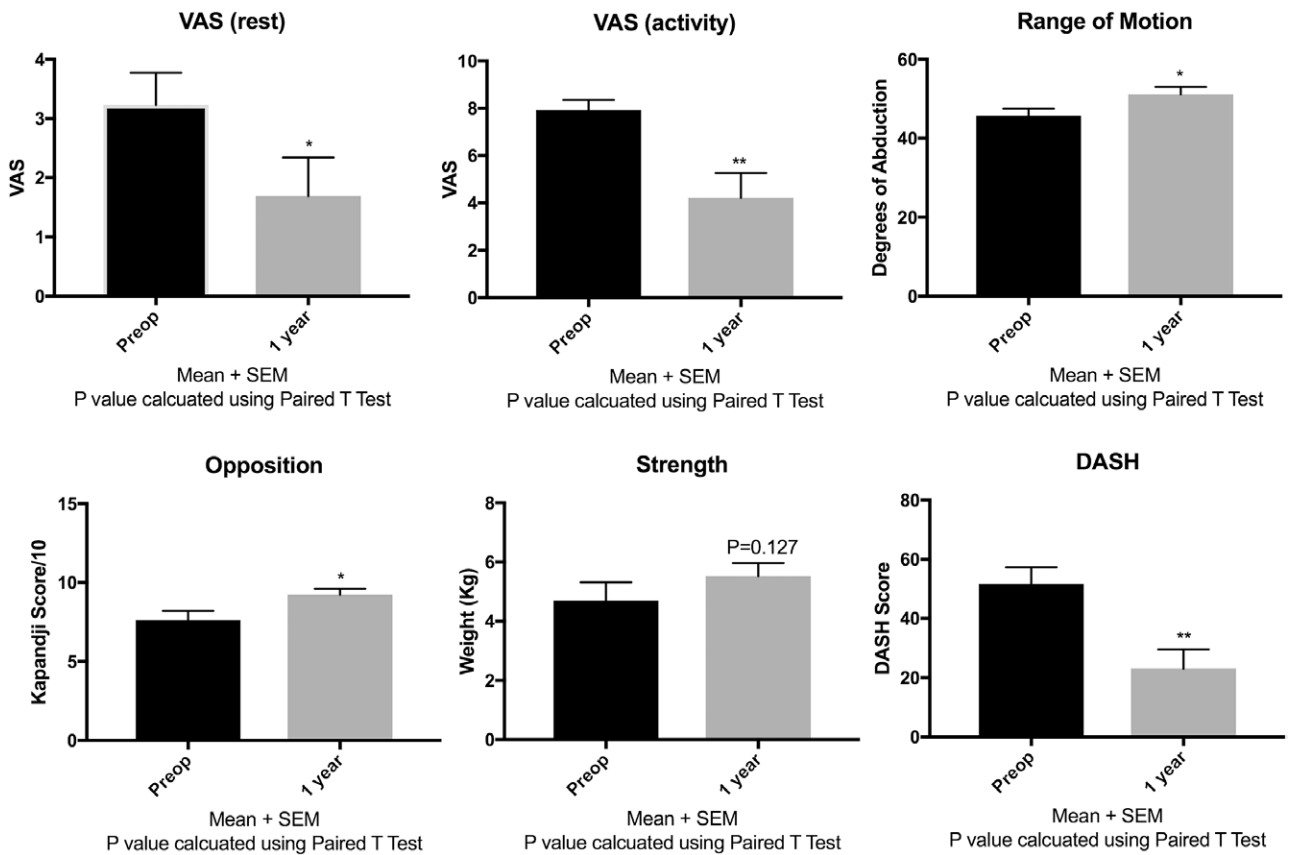 VAS (rest)
VAS
4
3
2
1
0
*
Preop
1 year
Mean + SEM
P value calcuated using Paired T Test
VAS (activity)
VAS
10
8
6
4
2
0
**
Preop
1 year
Mean + SEM
P value calcuated using Paired T Test
Range of Motion
Degrees of Abduction
60
40
20
0
*
Preop
1 year
Mean + SEM
P value calcuated using Paired T Test
Opposition
Kapandji Score/10
15
10
5
0
*
Preop
1 year
Mean + SEM
P value calcuated using Paired T Test
Strength
Weight (Kg)
8
6
4
2
0
P=0.127
Preop
1 year
Mean + SEM
P value calcuated using Paired T Test
DASH
DASH Score
80
60
40
20
0
**
Preop
1 year
Mean + SEM
P value calcuated using Paired T Test